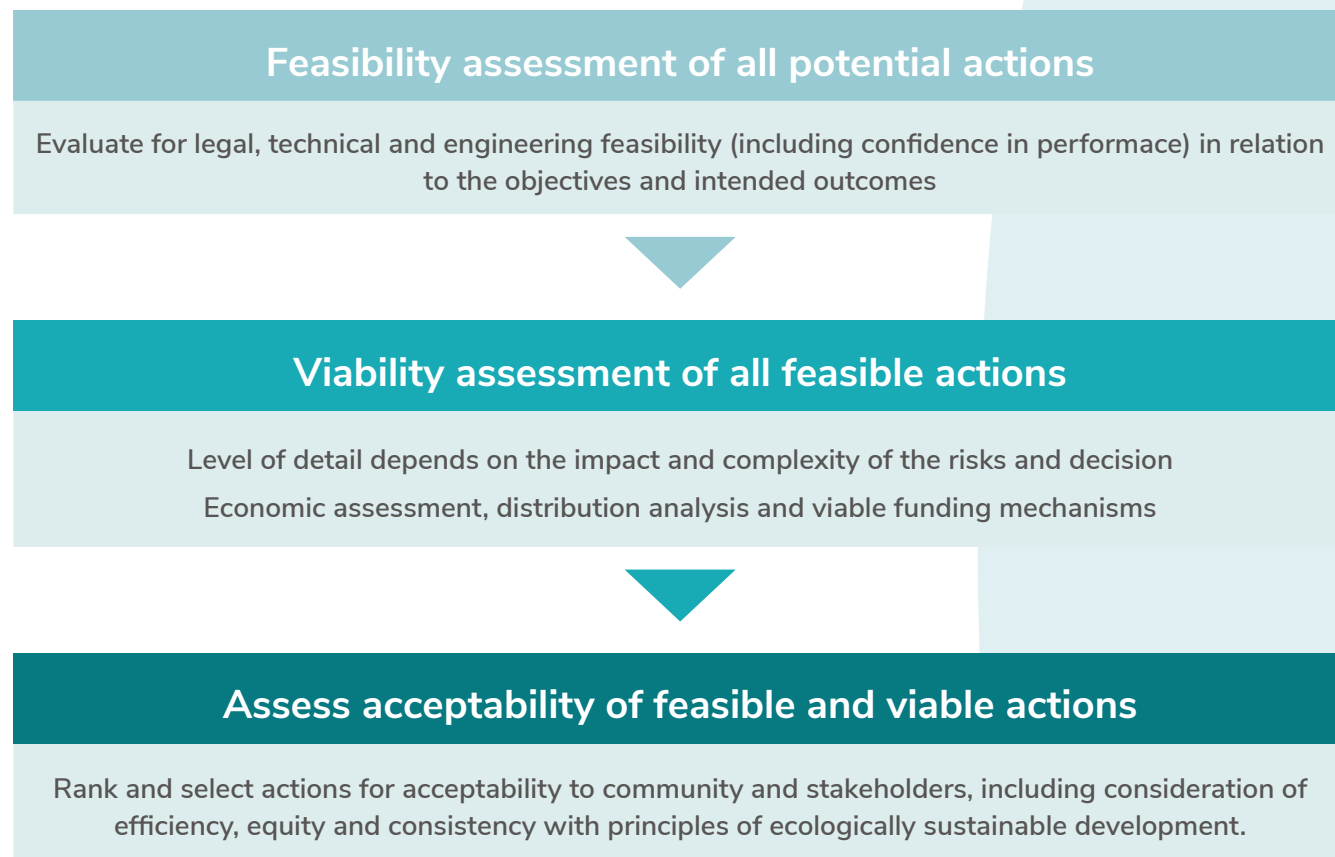 Feasibility assessment of all potential actions
Evaluate for legal, technical and engineering feasibility (including confidence in performace) in relation
to the objectives and intended outcomes
Viability assessment of all feasible actions
Level of detail depends on the impact and complexity of the risks and decision
Economic assessment, distribution analysis and viable funding mechanisms
Assess acceptability of feasible and viable actions
Rank and select actions for acceptability to community and stakeholders, including consideration of
efficiency, equity and consistency with principles of ecologically sustainable development.